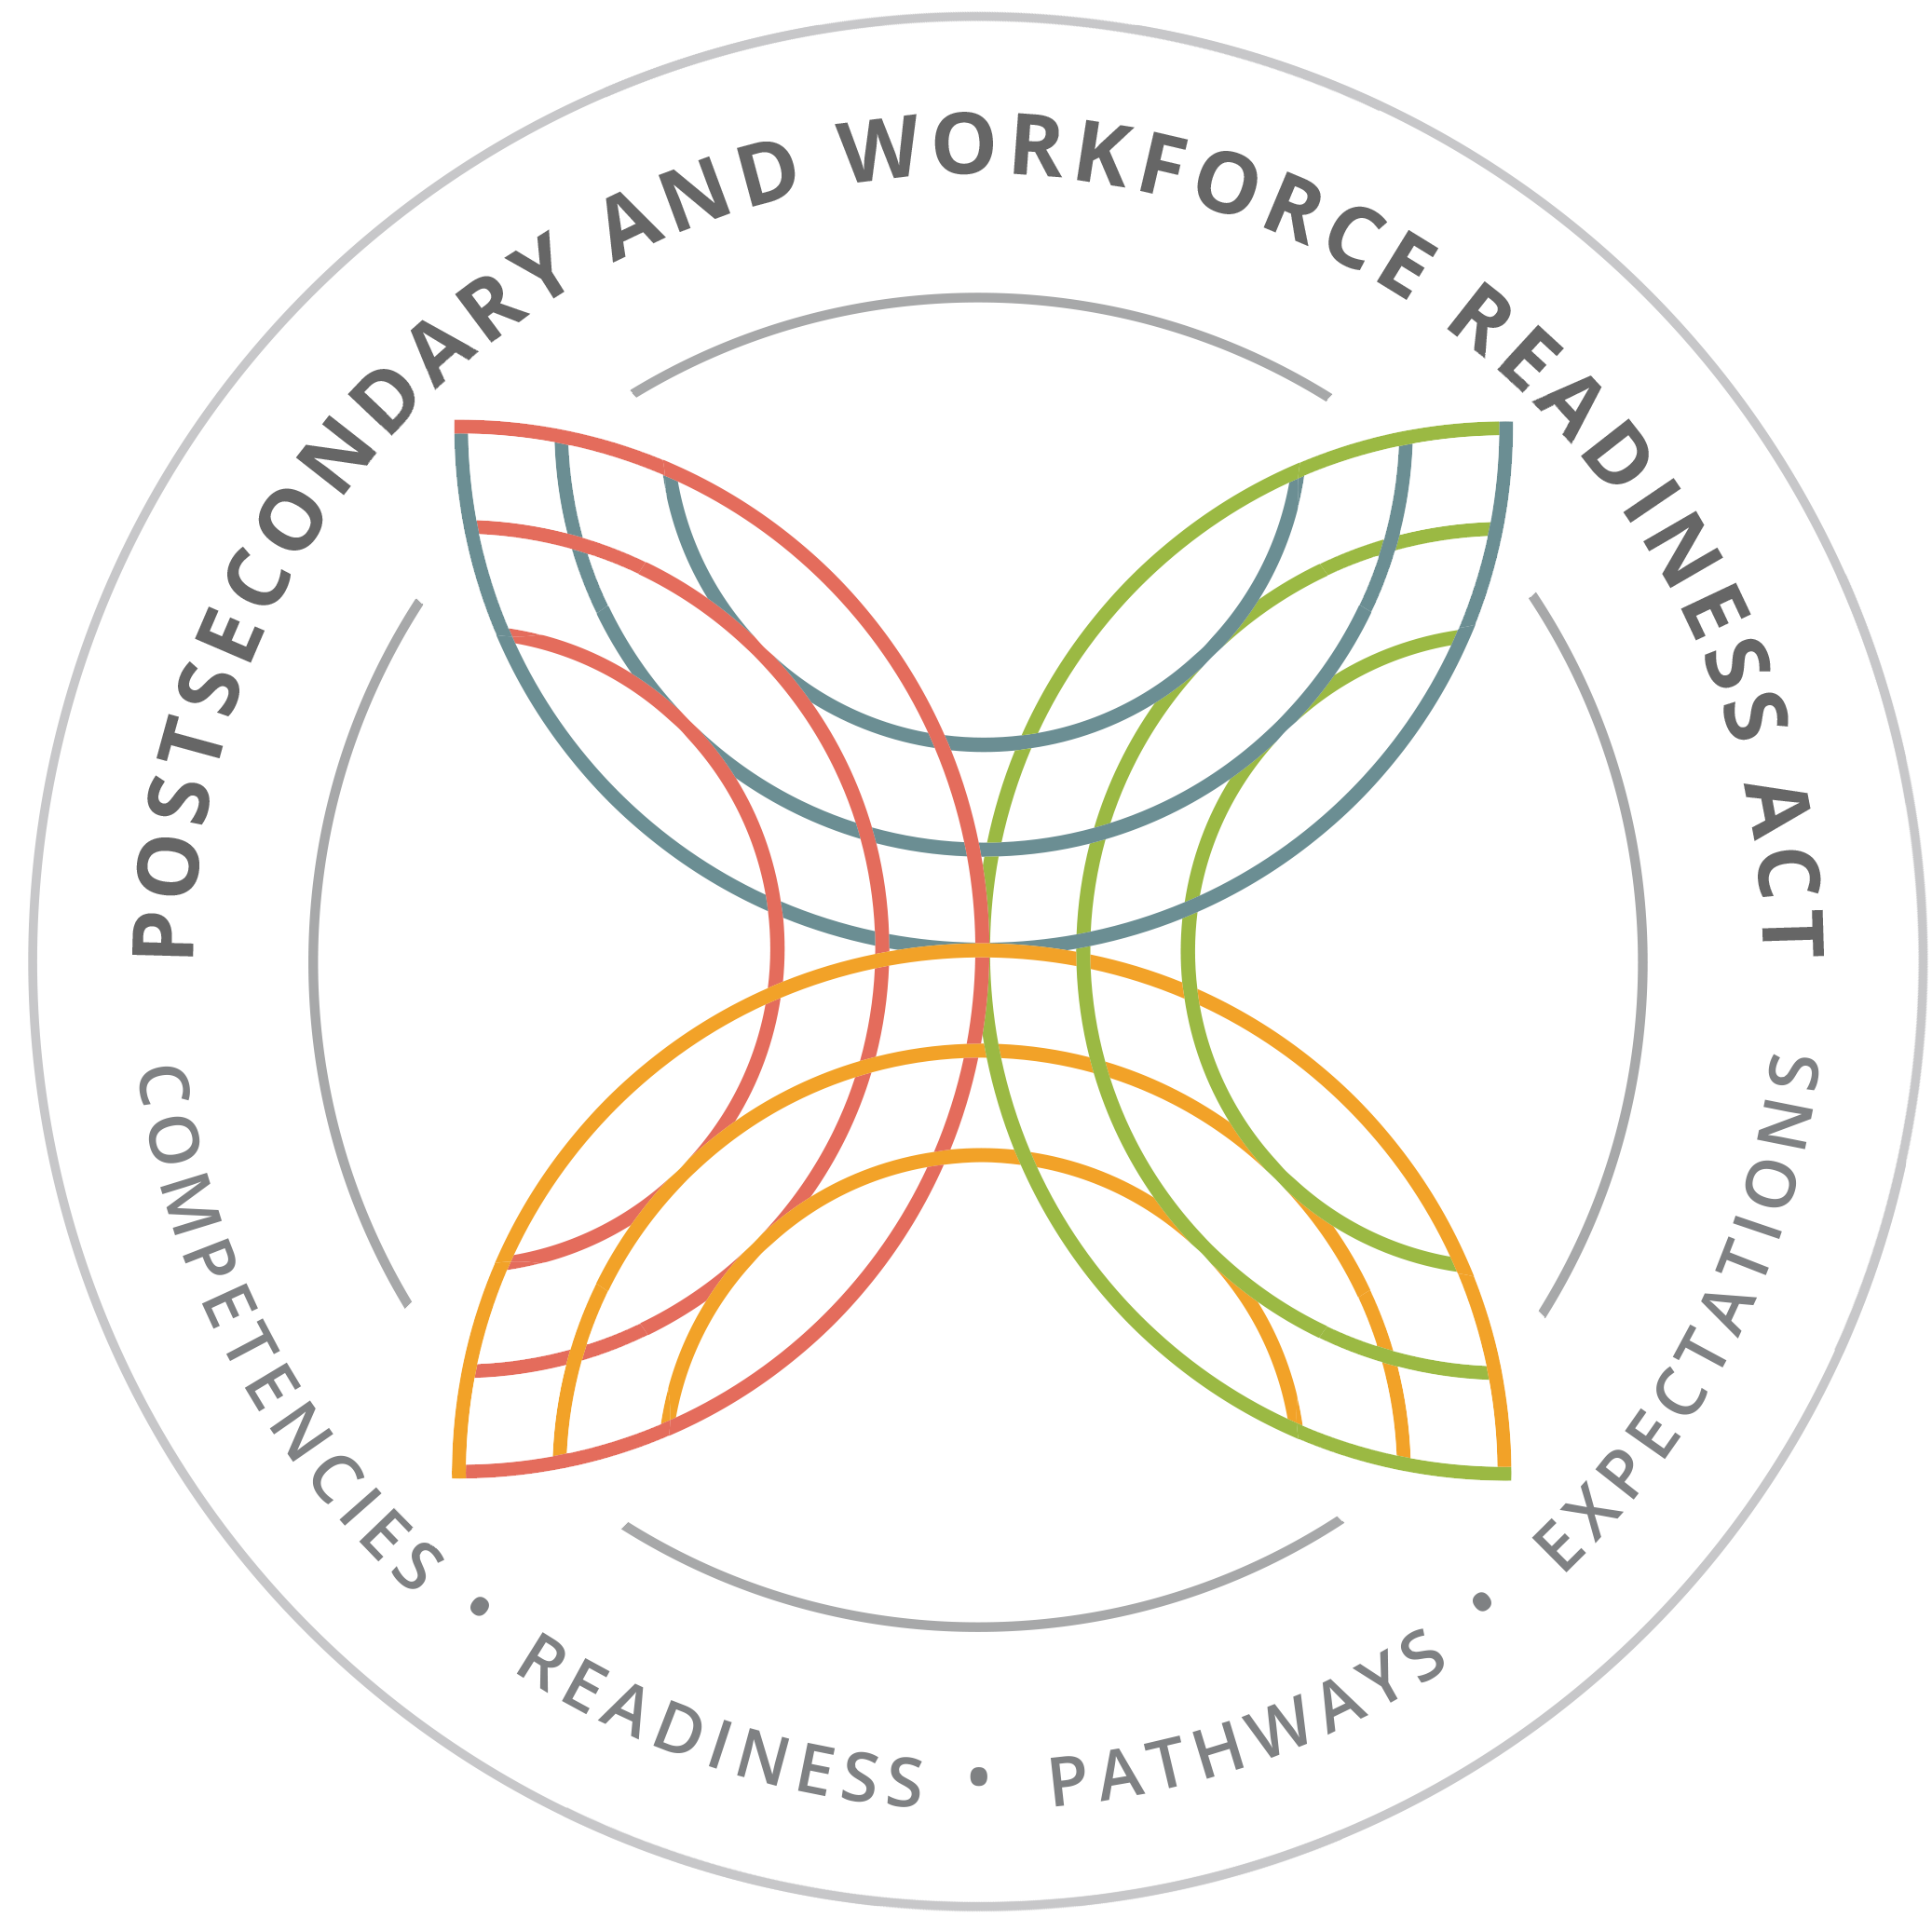 POSTSECONDARY AND WORKFORCE READINESS ACT
COMPETENCIES • READINESS • PATHWAYS • EXPECTATIONS